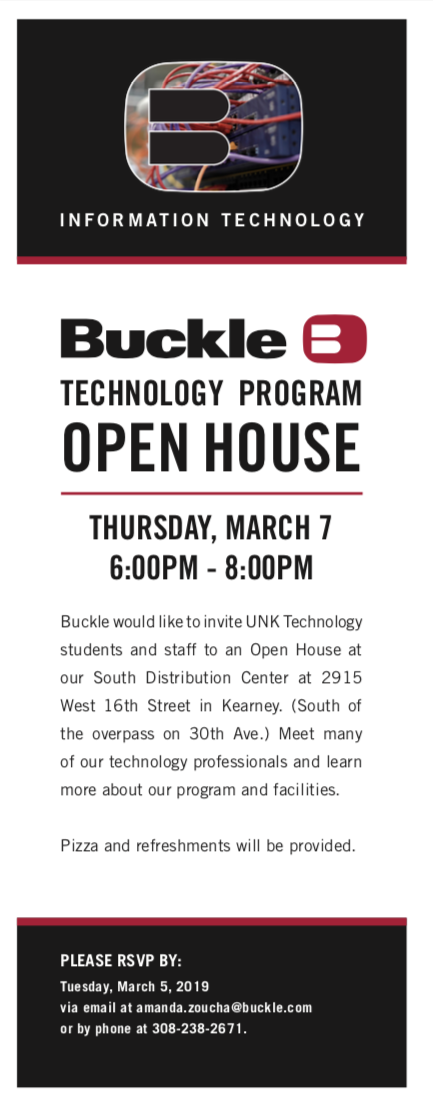 INFORMATION TECHNOLOGY
Buckle B
TECHNOLOGY PROGRAM
OPEN HOUSE
THURSDAY, MARCH 7
6:00PM - 8:00PM
Buckle would like to invite UNK Technology
students and staff to an Open House at
our South Distribution Center at 2915
West 16th Street in Kearney. (South of
the overpass on 30th Ave.) Meet many
of our technology professionals and learn
more about our program and facilities.
Pizza and refreshments will be provided.
PLEASE RSVP BY:
Tuesday, March 5, 2019
via email at amanda.zoucha@buckle.com
or by phone at 308-238-2671.